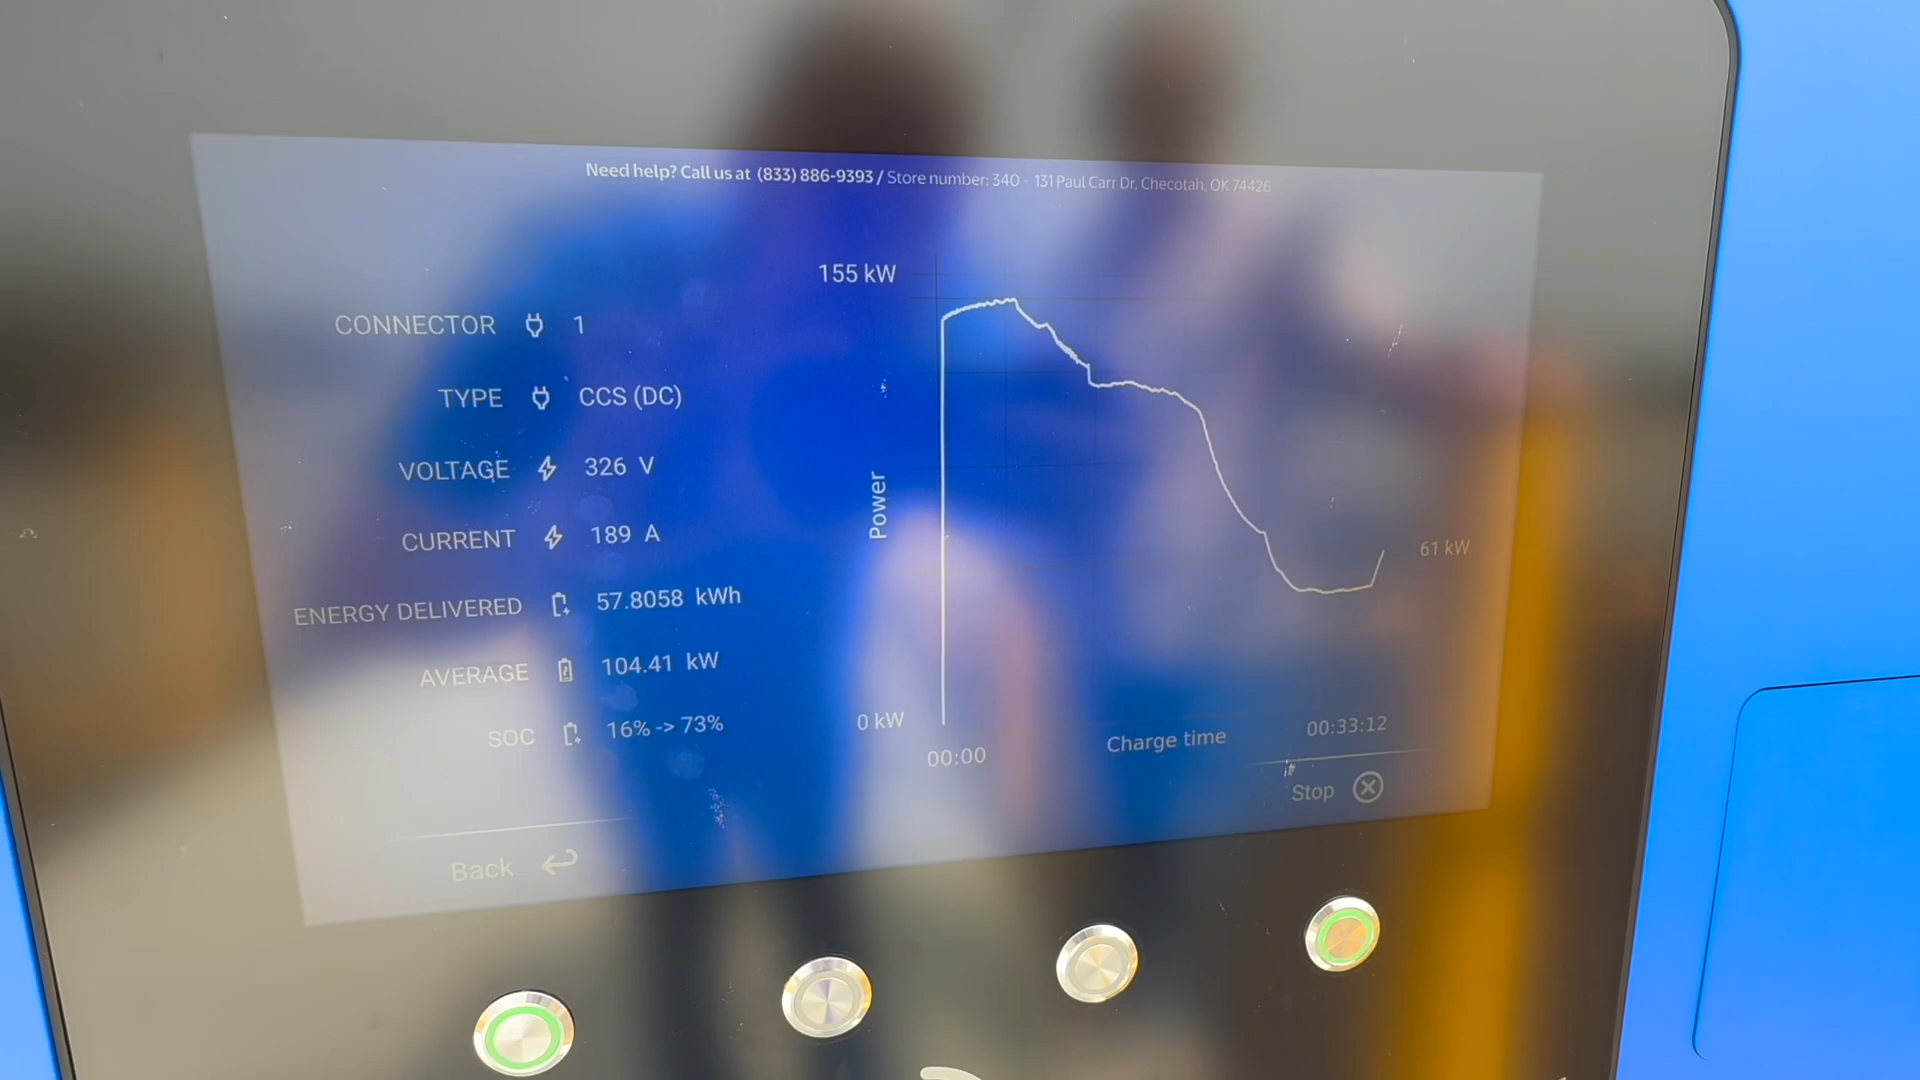 Need help? Call us at (833) 886-9393 / Store number: 340 - 131 Paul Carr Dr, Checotah, OK 74426
155 kW
CONNECTOR 1
TYPE CCS (DC)
VOLTAGE 326 V
CURRENT 189 A
ENERGY DELIVERED 57.8058 kWh
AVERAGE 104.41 kW
SOC 16% -> 73%
Power
61 kW
0 kW
00:00
Charge time
00:33:12
Stop
Back